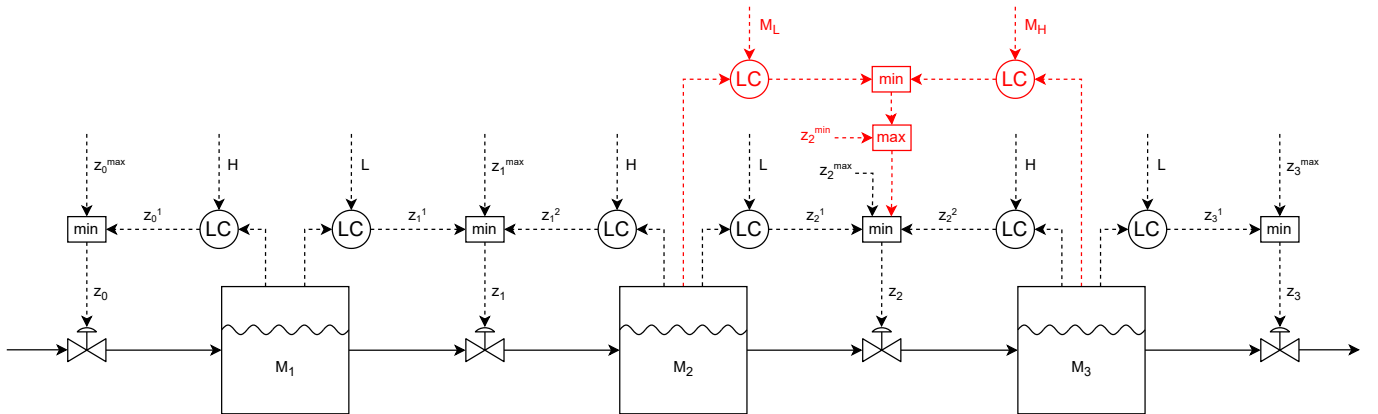 M_L M_H
LC min LC
z_2^min max
z_0^max H L z_1^max H L z_2^max H L z_3^max
min z_0^1 LC LC z_1^1 min z_1^2 LC LC z_2^1 min z_2^2 LC LC z_3^1 min
z_0 z_1 z_2 z_3
M_1 M_2 M_3